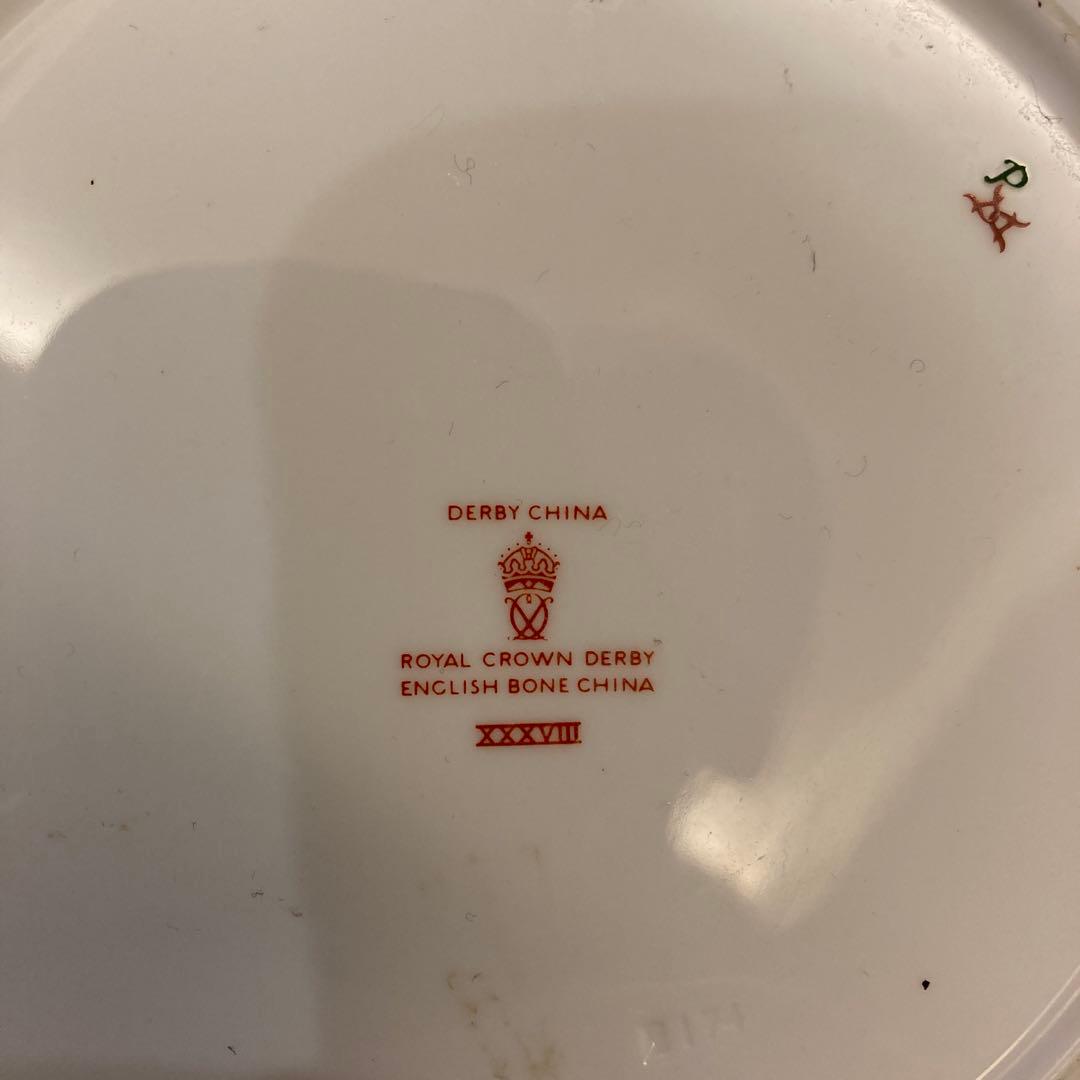 P
DERBY CHINA
ROYAL CROWN DERBY
ENGLISH BONE CHINA
XXXVIII